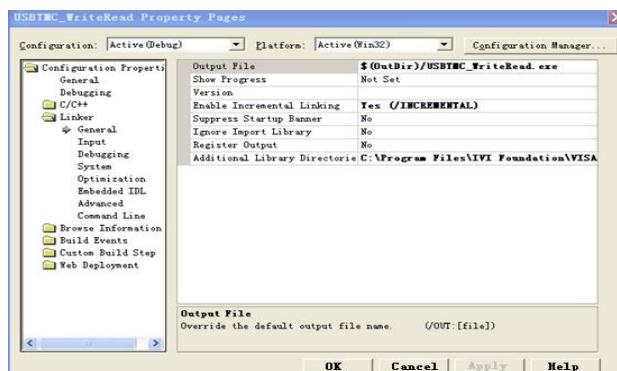 USBTMC_WriteRead Property Pages
Configuration: Active(Debug) Platform: Active(Win32) Configuration Manager...
Configuration Properti
General
Debugging
C/C++
Linker
General
Input
Debugging
System
Optimization
Embedded IDL
Advanced
Command Line
Browse Information
Build Events
Custom Build Step
Web Deployment
Output File $(OutDir)/USBTMC_WriteRead.exe
Show Progress Not Set
Version
Enable Incremental Linking Yes (/INCREMENTAL)
Suppress Startup Banner No
Ignore Import Library No
Register Output No
Additional Library Directorie C:\Program Files\IVI Foundation\VISA
Output File
Override the default output file name. (/OUT:[file])
OK Cancel Apply Help